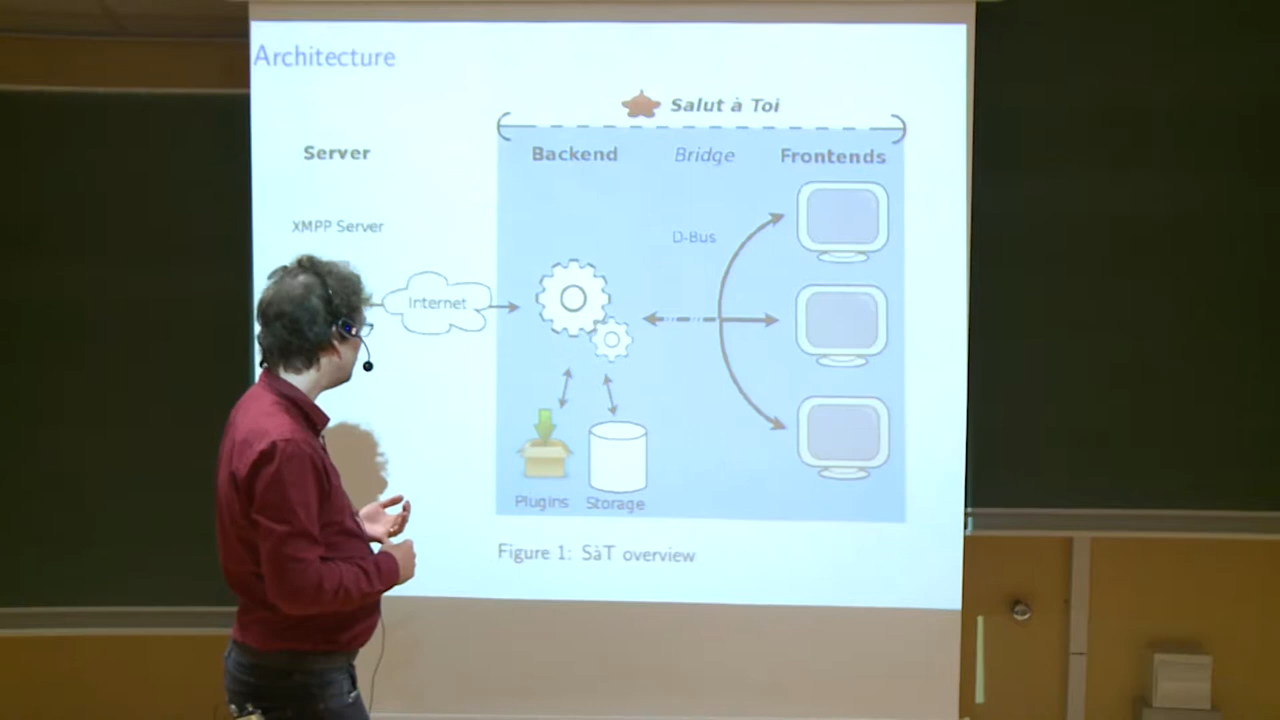 Architecture
Salut à Toi
Server
Backend
Bridge
Frontends
XMPP Server
D-Bus
Internet
Plugins
Storage
Figure 1: SàT overview